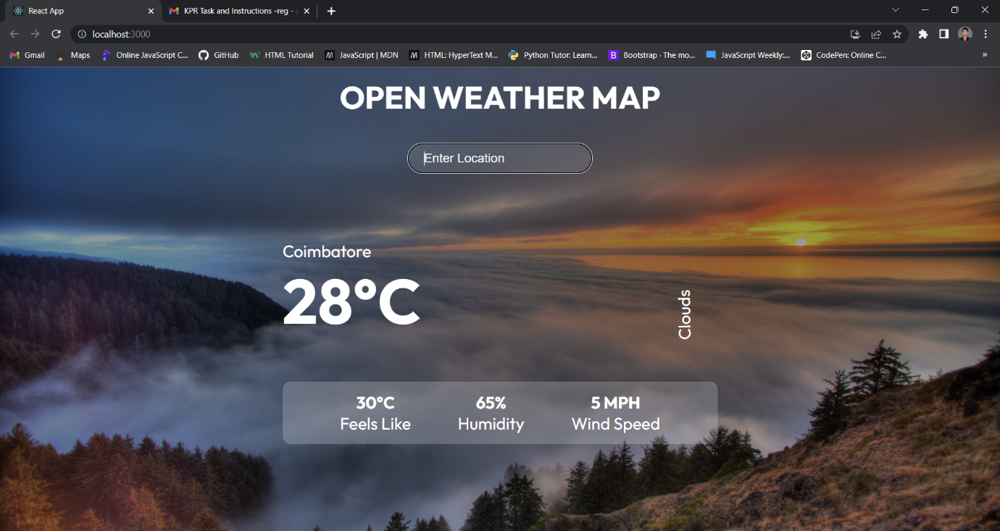 React App
KPR Task and Instructions -reg -
localhost:3000
Gmail
Maps
Online JavaScript C...
GitHub
HTML Tutorial
JavaScript | MDN
HTML: HyperText M...
Python Tutor: Learn...
Bootstrap · The mo...
JavaScript Weekly:...
CodePen: Online C...
OPEN WEATHER MAP
Enter Location
Coimbatore
28°C
Clouds
30°C
Feels Like
65%
Humidity
5 MPH
Wind Speed